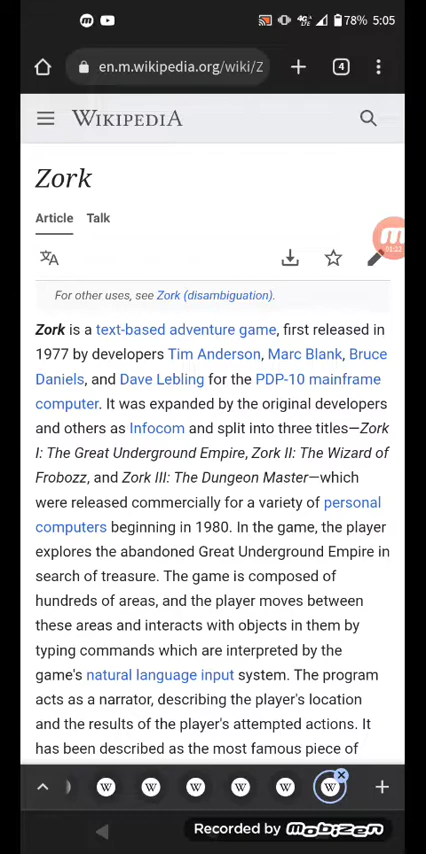 78% 5:05
en.m.wikipedia.org/wiki/Z
4
WIKIPEDIA
Zork
Article Talk
01:22
For other uses, see Zork (disambiguation).
Zork is a text-based adventure game, first released in
1977 by developers Tim Anderson, Marc Blank, Bruce
Daniels, and Dave Lebling for the PDP-10 mainframe
computer. It was expanded by the original developers
and others as Infocom and split into three titles—Zork
I: The Great Underground Empire, Zork II: The Wizard of
Frobozz, and Zork III: The Dungeon Master—which
were released commercially for a variety of personal
computers beginning in 1980. In the game, the player
explores the abandoned Great Underground Empire in
search of treasure. The game is composed of
hundreds of areas, and the player moves between
these areas and interacts with objects in them by
typing commands which are interpreted by the
game's natural language input system. The program
acts as a narrator, describing the player's location
and the results of the player's attempted actions. It
has been described as the most famous piece of
W W W W W W
Recorded by mobizen